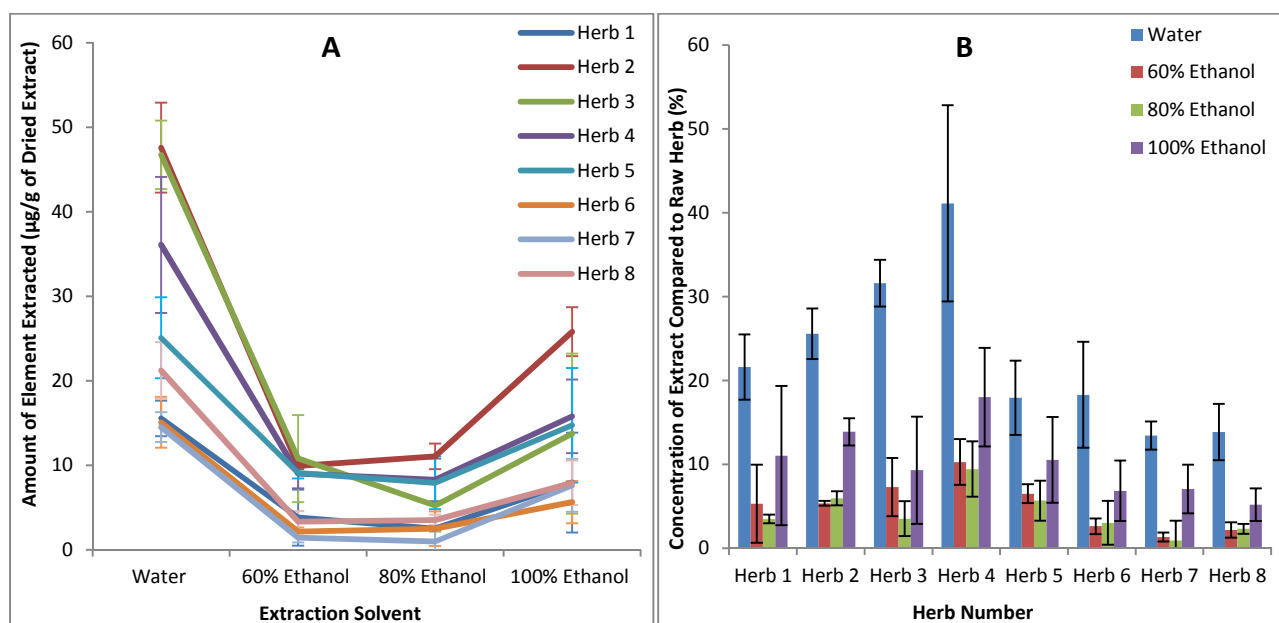 A
Amount of Element Extracted (µg/g of Dried Extract)
60
50
40
30
20
10
0
Water
60% Ethanol
80% Ethanol
100% Ethanol
Extraction Solvent
Herb 1
Herb 2
Herb 3
Herb 4
Herb 5
Herb 6
Herb 7
Herb 8
B
Concentration of Extract Compared to Raw Herb (%)
60
50
40
30
20
10
0
Herb 1
Herb 2
Herb 3
Herb 4
Herb 5
Herb 6
Herb 7
Herb 8
Herb Number
Water
60% Ethanol
80% Ethanol
100% Ethanol